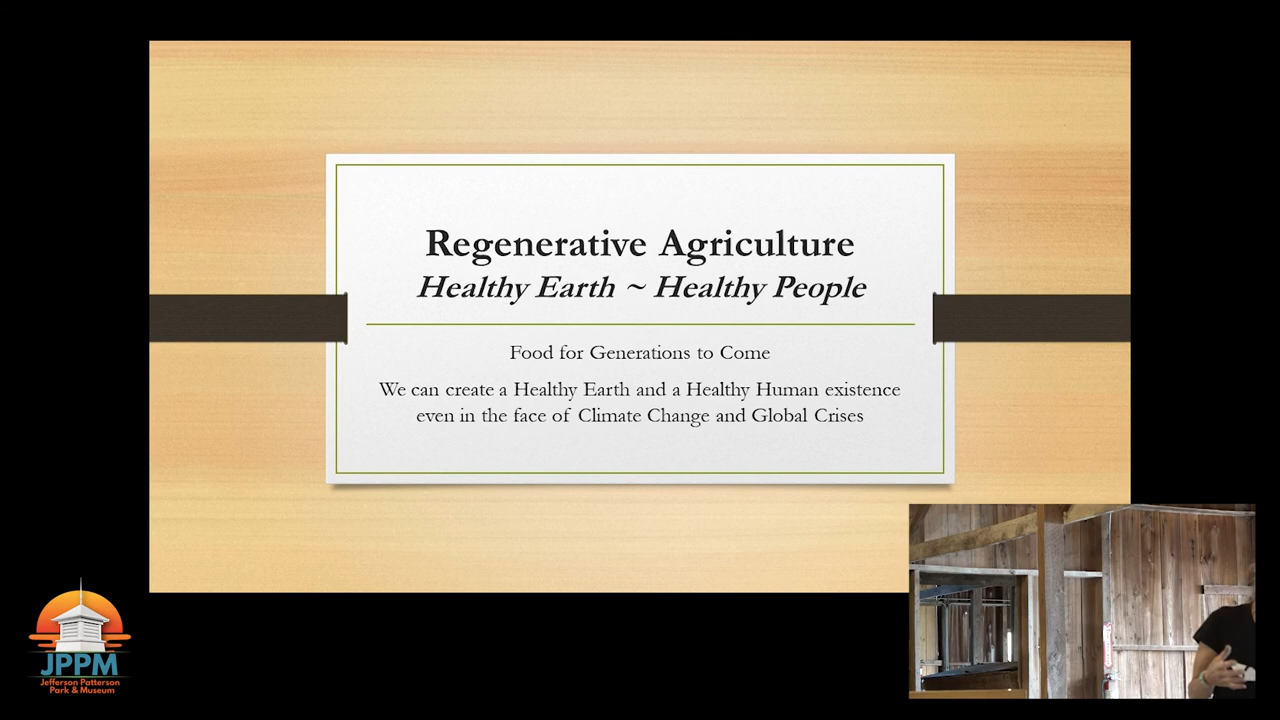 Regenerative Agriculture
Healthy Earth ~ Healthy People
Food for Generations to Come
We can create a Healthy Earth and a Healthy Human existence
even in the face of Climate Change and Global Crises
JPPM
Jefferson Patterson
Park & Museum